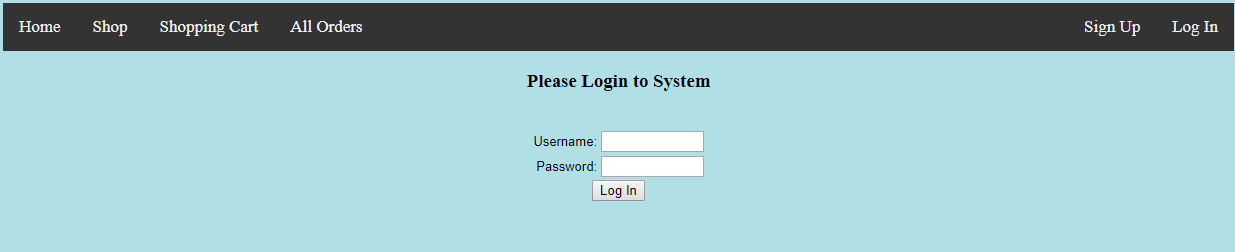 Home Shop Shopping Cart All Orders Sign Up Log In
Please Login to System
Username:
Password:
Log In